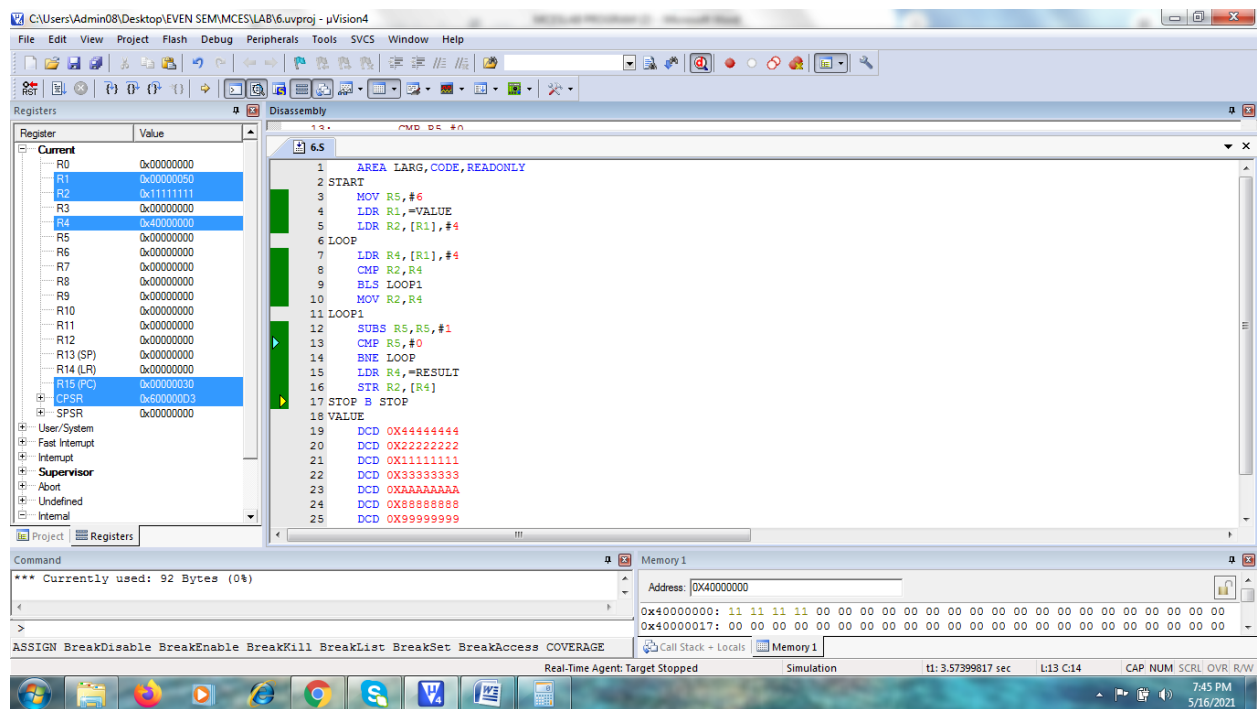 C:\Users\Admin08\Desktop\EVEN SEM\MCES\LAB\6.uvproj - µVision4
File Edit View Project Flash Debug Peripherals Tools SVCS Window Help
Registers
Disassembly
Register Value
13: CMP R5 #0
6.S
Current
R0 0x00000000
R1 0x00000050
R2 0x11111111
R3 0x00000000
R4 0x40000000
R5 0x00000000
R6 0x00000000
R7 0x00000000
R8 0x00000000
R9 0x00000000
R10 0x00000000
R11 0x00000000
R12 0x00000000
R13 (SP) 0x00000000
R14 (LR) 0x00000000
R15 (PC) 0x00000030
CPSR 0x600000D3
SPSR 0x00000000
User/System
Fast Interrupt
Interrupt
Supervisor
Abort
Undefined
Internal
Project Registers
1 AREA LARG,CODE,READONLY
2 START
3 MOV R5,#6
4 LDR R1,=VALUE
5 LDR R2,[R1],#4
6 LOOP
7 LDR R4,[R1],#4
8 CMP R2,R4
9 BLS LOOP1
10 MOV R2,R4
11 LOOP1
12 SUBS R5,R5,#1
13 CMP R5,#0
14 BNE LOOP
15 LDR R4,=RESULT
16 STR R2,[R4]
17 STOP B STOP
18 VALUE
19 DCD 0X44444444
20 DCD 0X22222222
21 DCD 0X11111111
22 DCD 0X33333333
23 DCD 0XAAAAAAAA
24 DCD 0X88888888
25 DCD 0X99999999
Command
*** Currently used: 92 Bytes (0%)
>
ASSIGN BreakDisable BreakEnable BreakKill BreakList BreakSet BreakAccess COVERAGE
Memory 1
Address: 0X40000000
0x40000000: 11 11 11 11 00 00 00 00 00 00 00 00 00 00 00 00 00 00 00 00 00 00 00
0x40000017: 00 00 00 00 00 00 00 00 00 00 00 00 00 00 00 00 00 00 00 00 00 00 00
Call Stack + Locals Memory 1
Real-Time Agent: Target Stopped Simulation t1: 3.57399817 sec L:13 C:14 CAP NUM SCRL OVR R/W
7:45 PM
5/16/2021